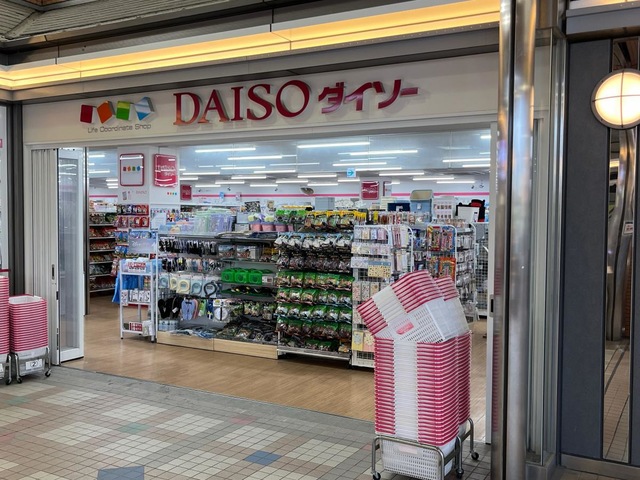 DAISO ダイソー
Life Coordinate Shop